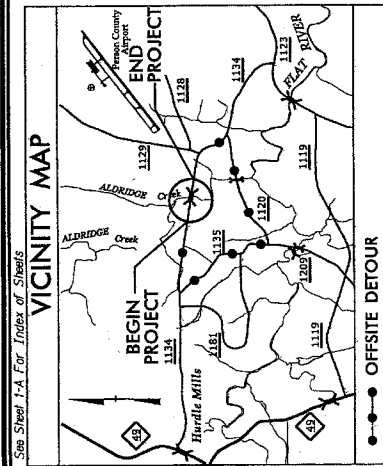 See Sheet 1-A For Index of Sheets
VICINITY MAP
Person County
Airport
END
PROJECT
1129
1128
ALDRIDGE Creek
ALDRIDGE
Creek
BEGIN
PROJECT
1134
1134
1123
FLAT RIVER
1135
1120
1119
1181
1209
1119
Hurdle Mills
49
49
OFFSITE DETOUR